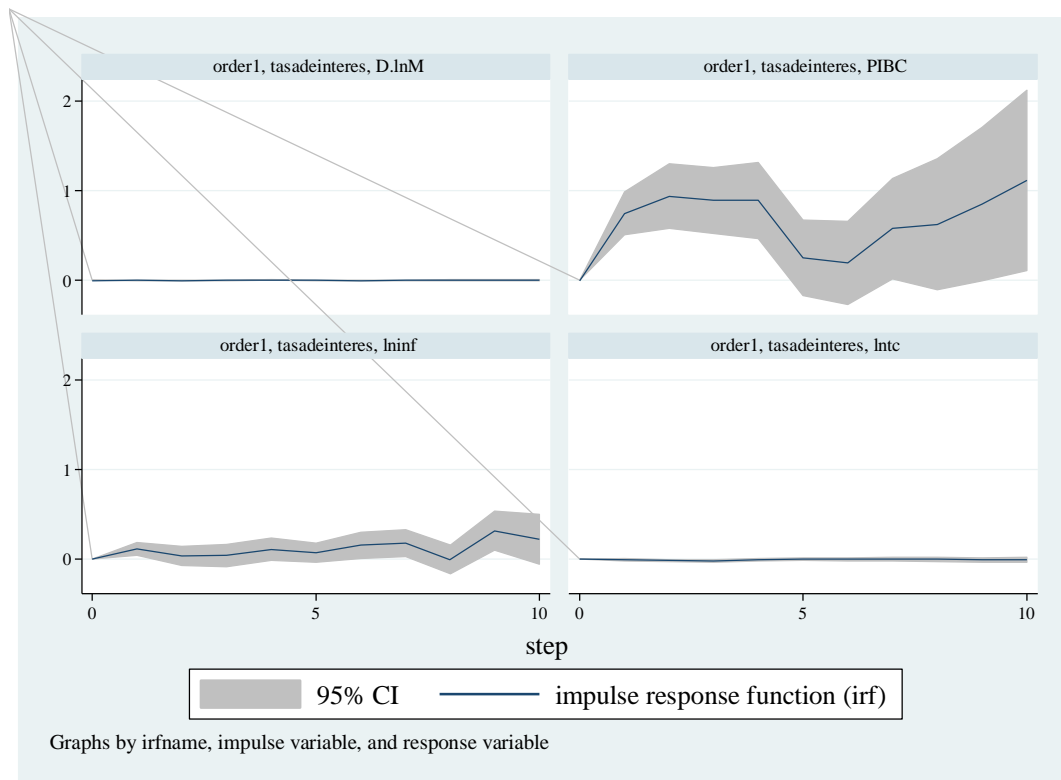 order1, tasadeinteres, D.lnM
order1, tasadeinteres, PIBC
2
1
0
order1, tasadeinteres, lninf
order1, tasadeinteres, lntc
2
1
0
0
5
10
0
5
10
step
95% CI
impulse response function (irf)
Graphs by irfname, impulse variable, and response variable